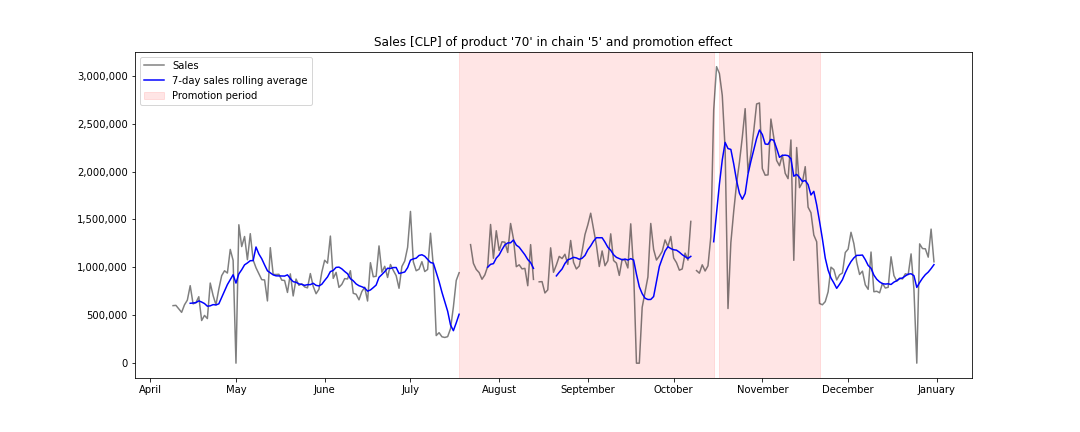 Sales [CLP] of product '70' in chain '5' and promotion effect
Sales
7-day sales rolling average
Promotion period
3,000,000
2,500,000
2,000,000
1,500,000
1,000,000
500,000
0
April May June July August September October November December January